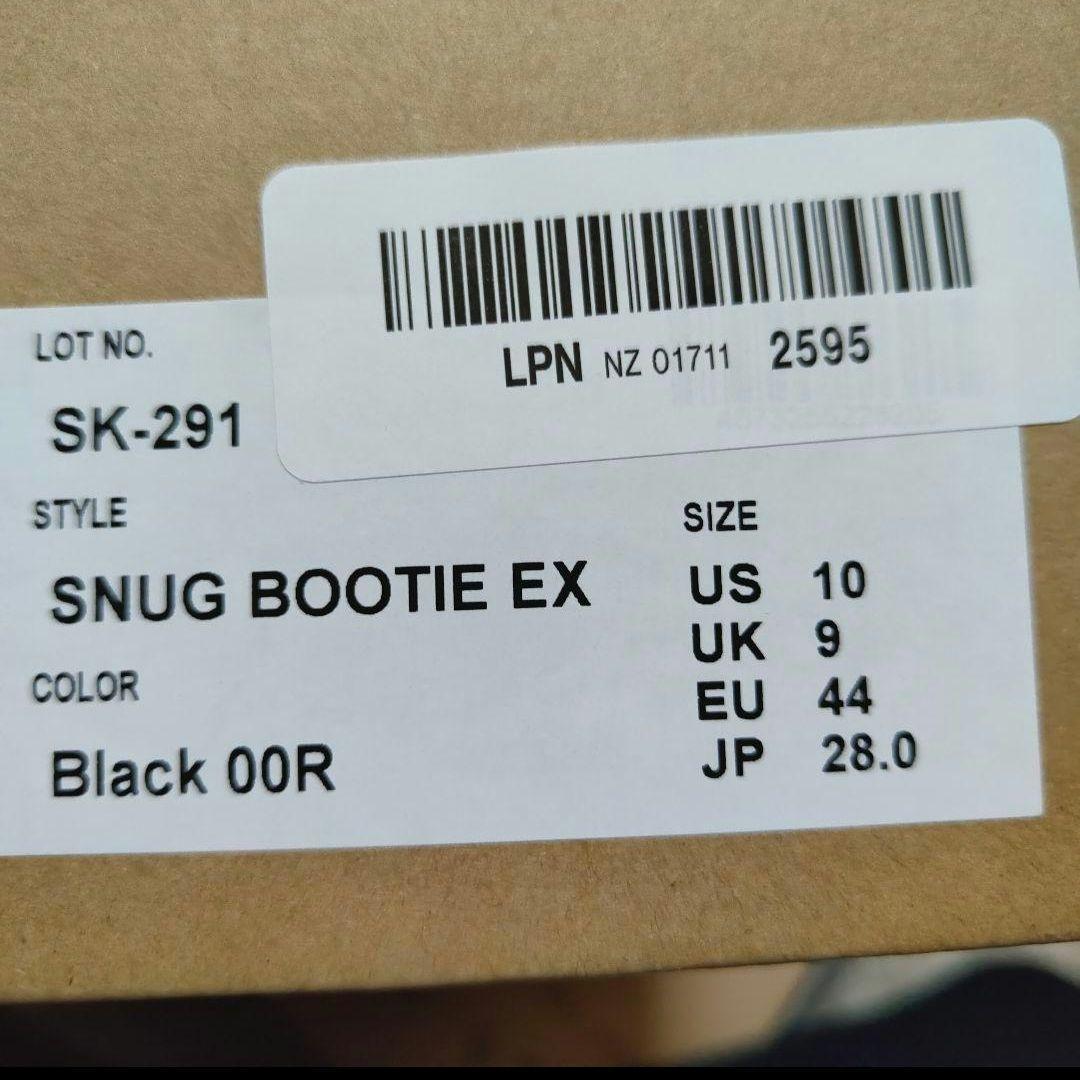 LPN NZ 01711 2595
LOT NO.
SK-291
STYLE
SNUG BOOTIE EX
COLOR
Black 00R
SIZE
US 10
UK 9
EU 44
JP 28.0